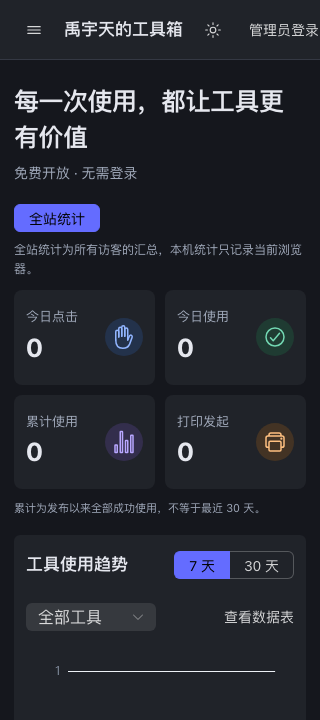 禹宇天的工具箱
管理员登录
每一次使用，都让工具更
有价值
免费开放 · 无需登录
全站统计
全站统计为所有访客的汇总，本机统计只记录当前浏览
器。
今日点击
0
今日使用
0
累计使用
0
打印发起
0
累计为发布以来全部成功使用，不等于最近 30 天。
工具使用趋势
7 天
30 天
全部工具
查看数据表
1